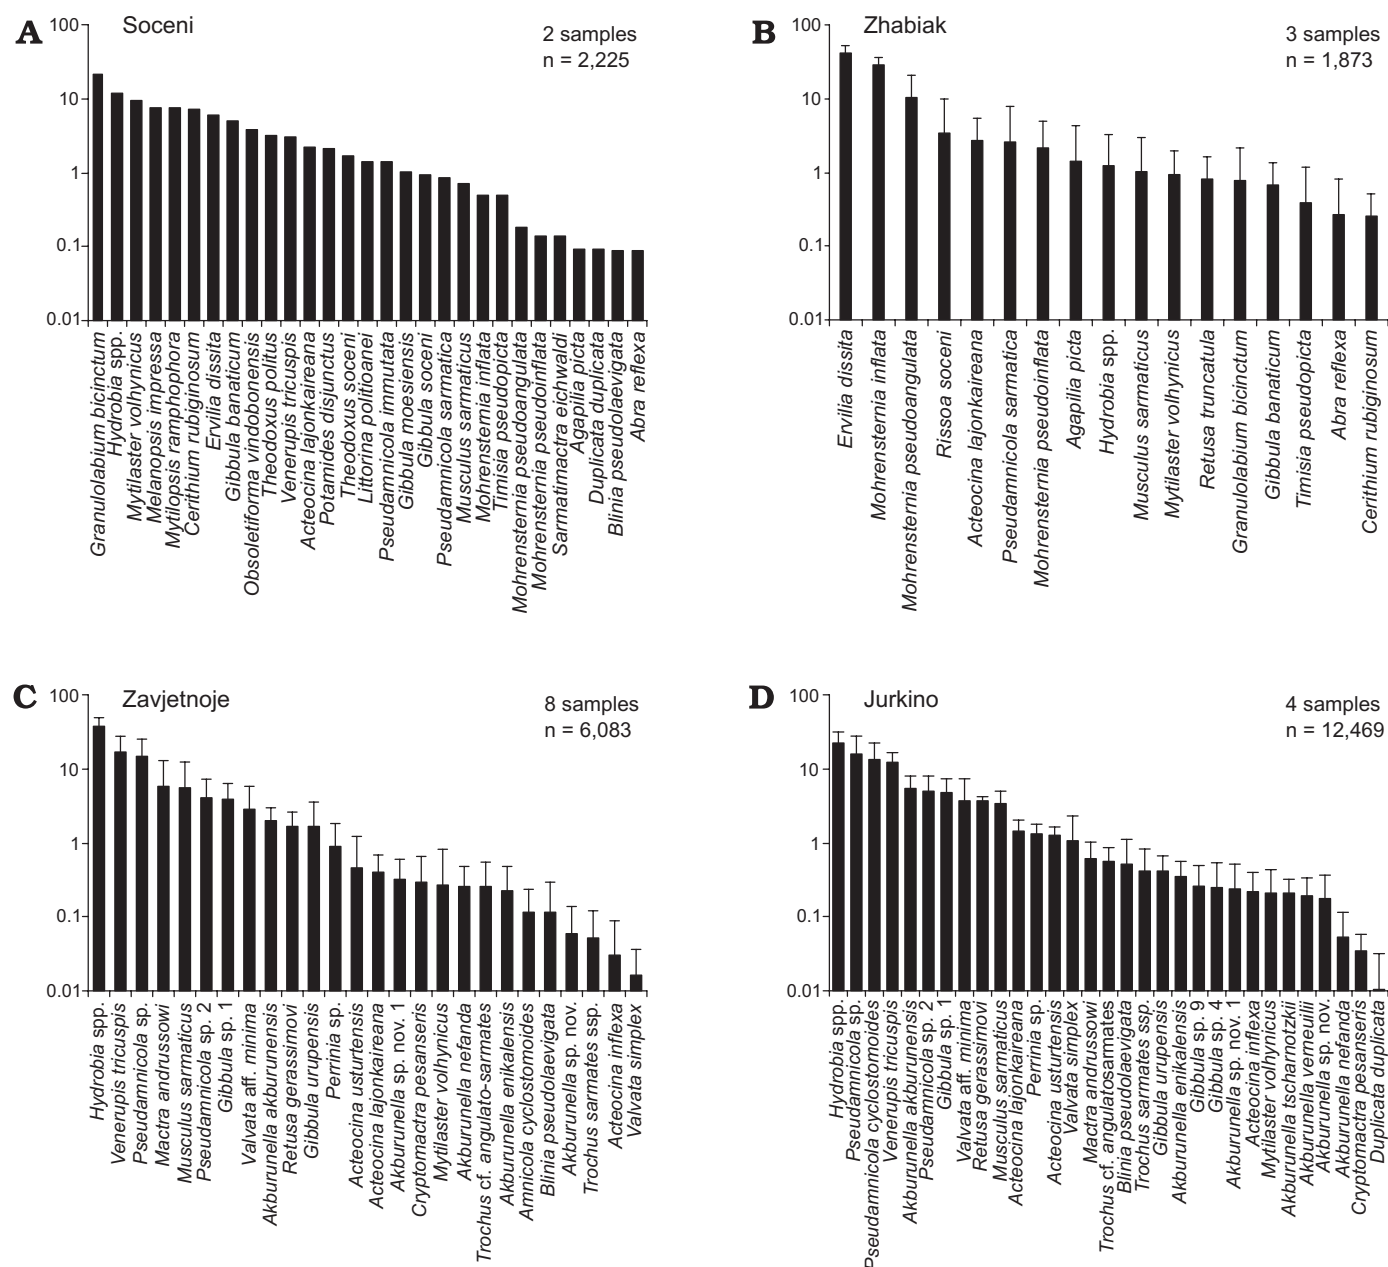 A Soceni
2 samples
n = 2,225
100
10
1
0.1
0.01
Granulolabium bicinctum
Hydrobia spp.
Mytilaster volhynicus
Melanopsis impressa
Mytilopsis ramphophora
Cerithium rubiginosum
Ervilia dissita
Gibbula banaticum
Obsoletiforma vindobonensis
Theodoxus politus
Venerupis tricuspis
Acteocina lajonkaireana
Potamides disjunctus
Theodoxus soceni
Littorina politioanei
Pseudamnicola immutata
Gibbula moesiensis
Gibbula soceni
Pseudamnicola sarmatica
Musculus sarmaticus
Mohrensternia inflata
Timisia pseudopicta
Mohrensternia pseudoangulata
Mohrensternia pseudoinflata
Sarmatimactra eichwaldi
Agapilia picta
Duplicata duplicata
Blinia pseudolaevigata
Abra reflexa
B Zhabiak
3 samples
n = 1,873
100
10
1
0.1
0.01
Ervilia dissita
Mohrensternia inflata
Mohrensternia pseudoangulata
Rissoa soceni
Acteocina lajonkaireana
Pseudamnicola sarmatica
Mohrensternia pseudoinflata
Agapilia picta
Hydrobia spp.
Musculus sarmaticus
Mytilaster volhynicus
Retusa truncatula
Granulolabium bicinctum
Gibbula banaticum
Timisia pseudopicta
Abra reflexa
Cerithium rubiginosum
C Zavjetnoje
8 samples
n = 6,083
100
10
1
0.1
0.01
Hydrobia spp.
Venerupis tricuspis
Pseudamnicola sp.
Mactra andrussowi
Musculus sarmaticus
Pseudamnicola sp. 2
Gibbula sp. 1
Valvata aff. minima
Akburunella akburunensis
Retusa gerassimovi
Gibbula urupensis
Perrinia sp.
Acteocina usturtensis
Acteocina lajonkaireana
Akburunella sp. nov. 1
Cryptomactra pesanseris
Mytilaster volhynicus
Akburunella nefanda
Trochus cf. angulato-sarmates
Akburunella enikalensis
Amnicola cyclostomoides
Blinia pseudolaevigata
Akburunella sp. nov.
Trochus sarmates ssp.
Acteocina inflexa
Valvata simplex
D Jurkino
4 samples
n = 12,469
100
10
1
0.1
0.01
Hydrobia spp.
Pseudamnicola sp.
Pseudamnicola cyclostomoides
Venerupis tricuspis
Akburunella akburunensis
Pseudamnicola sp. 2
Gibbula sp. 1
Valvata aff. minima
Retusa gerassimovi
Musculus sarmaticus
Acteocina lajonkaireana
Perrinia sp.
Acteocina usturtensis
Valvata simplex
Mactra andrussowi
Trochus cf. angulatosarmates
Blinia pseudolaevigata
Trochus sarmates ssp.
Gibbula urupensis
Akburunella enikalensis
Gibbula sp. 9
Gibbula sp. 4
Akburunella sp. nov. 1
Acteocina inflexa
Mytilaster volhynicus
Akburunella tscharnotzkii
Akburunella verneuilii
Akburunella sp. nov.
Akburunella nefanda
Cryptomactra pesanseris
Duplicata duplicata